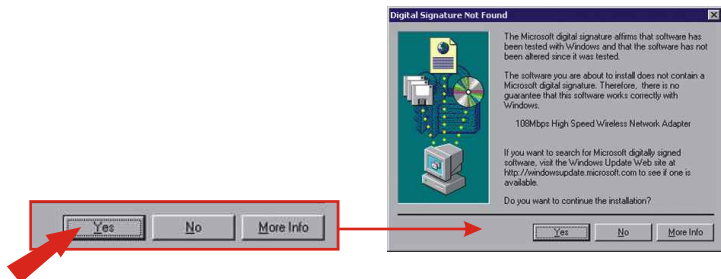 Digital Signature Not Found
The Microsoft digital signature affirms that software has
been tested with Windows and that the software has not
been altered since it was tested.
The software you are about to install does not contain a
Microsoft digital signature. Therefore, there is no
guarantee that this software works correctly with
Windows.
108Mbps High Speed Wireless Network Adapter
If you want to search for Microsoft digitally signed
software, visit the Windows Update Web site at
http://windowsupdate.microsoft.com to see if one is
available.
Do you want to continue the installation?
Yes No More Info
Yes No More Info